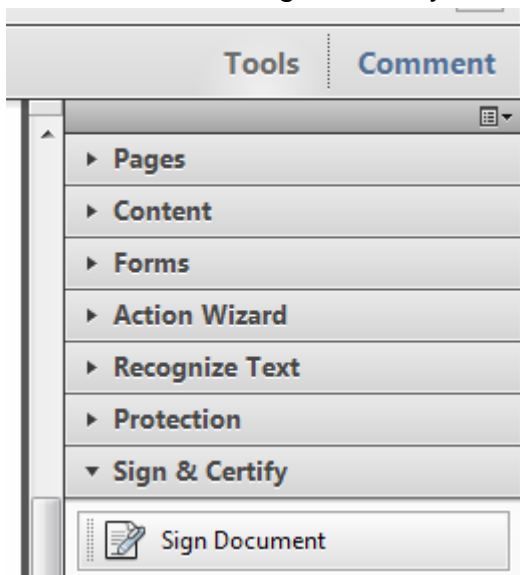 Tools Comment
Pages
Content
Forms
Action Wizard
Recognize Text
Protection
Sign & Certify
Sign Document